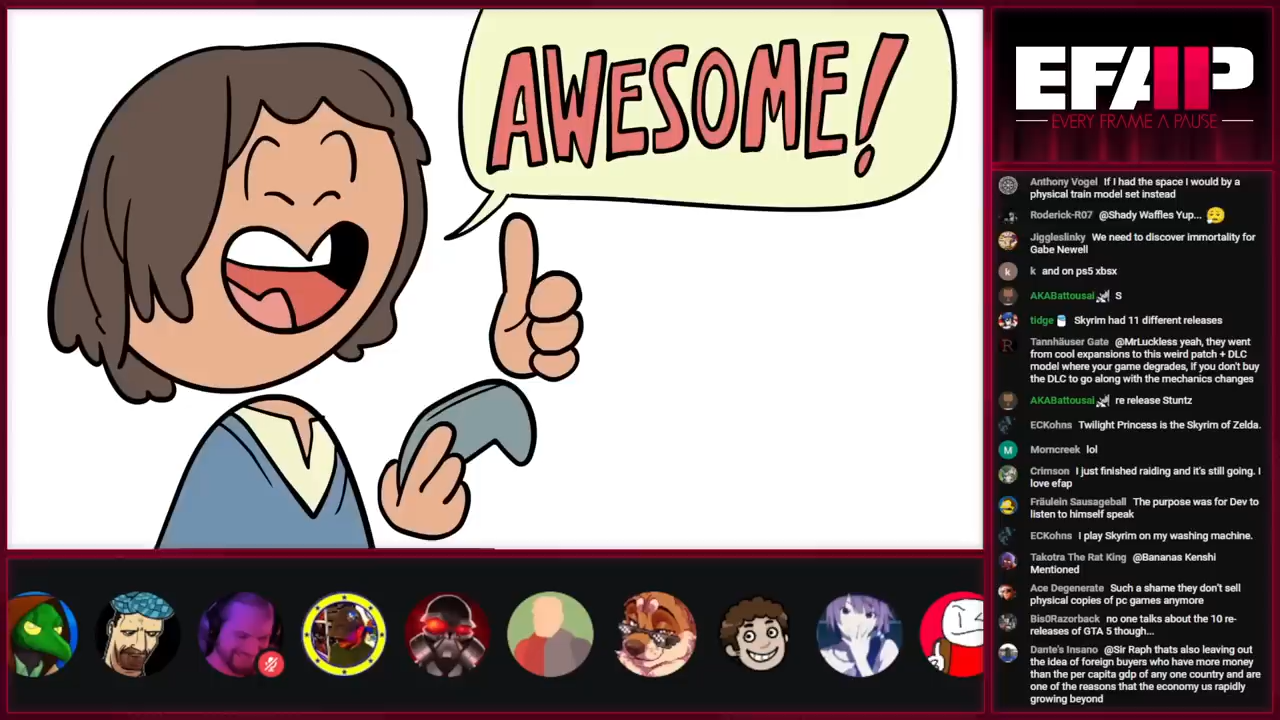 AWESOME!
EFAP
EVERY FRAME A PAUSE
Anthony Vogel If I had the space I would by a
physical train model set instead
Roderick-R07 @Shady Waffles Yup...
Jiggleslinky We need to discover immortality for
Gabe Newell
k and on ps5 xbsx
AKABattousai S
tidge Skyrim had 11 different releases
Tannhäuser Gate @MrLuckless yeah, they went
from cool expansions to this weird patch + DLC
model where your game degrades, If you don't buy
the DLC to go along with the mechanics changes
AKABattousai re release Stuntz
ECKohns Twilight Princess is the Skyrim of Zelda.
M
Morncreek lol
Crimson I just finished raiding and it's still going. I
love efap
Fräulein Sausageball The purpose was for Dev to
listen to himself speak
ECKohns I play Skyrim on my washing machine.
Takotra The Rat King @Bananas Kenshi
Mentioned
Ace Degenerate Such a shame they don't sell
physical copies of pc games anymore
Bis0Razorback no one talks about the 10 re-
releases of GTA 5 though...
Dante's Insano @Sir Raph thats also leaving out
the idea of foreign buyers who have more money
than the per capita gdp of any one country and are
one of the reasons that the economy us rapidly
growing beyond